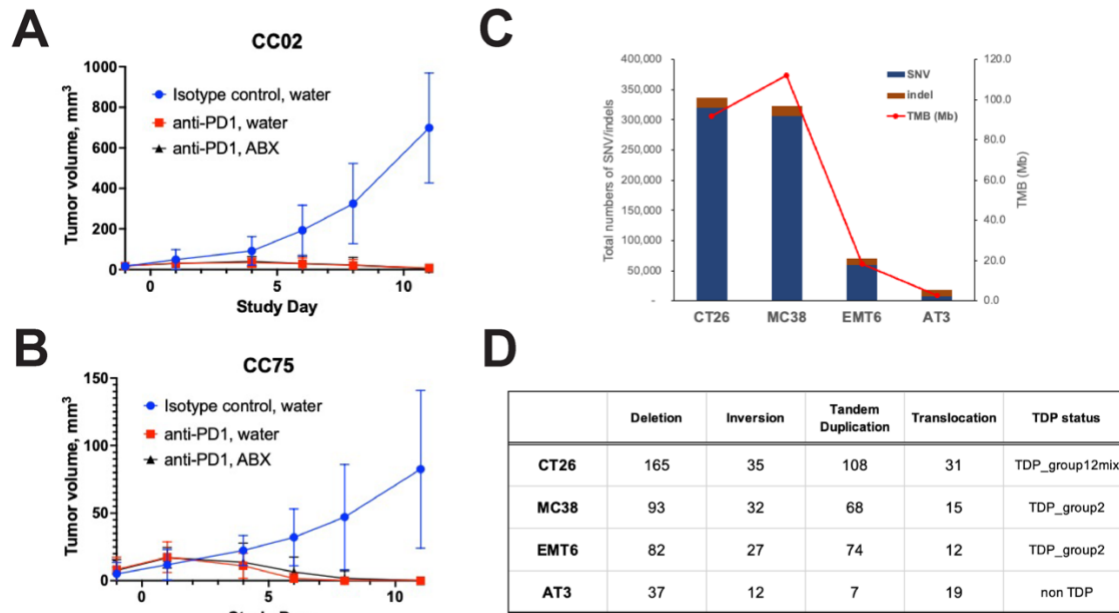 A
CC02
1000
800
600
400
200
0
Tumor volume, mm3
Isotype control, water
anti-PD1, water
anti-PD1, ABX
0
5
10
Study Day
B
CC75
150
100
50
0
Tumor volume, mm3
Isotype control, water
anti-PD1, water
anti-PD1, ABX
0
5
10
C
400,000
350,000
300,000
250,000
200,000
150,000
100,000
50,000
-
Total numbers of SNV/indels
SNV
indel
TMB (Mb)
120.0
100.0
80.0
60.0
40.0
20.0
0.0
TMB (Mb)
CT26 MC38 EMT6 AT3
D
Deletion Inversion Tandem Duplication Translocation TDP status
CT26 165 35 108 31 TDP_group12mix
MC38 93 32 68 15 TDP_group2
EMT6 82 27 74 12 TDP_group2
AT3 37 12 7 19 non TDP